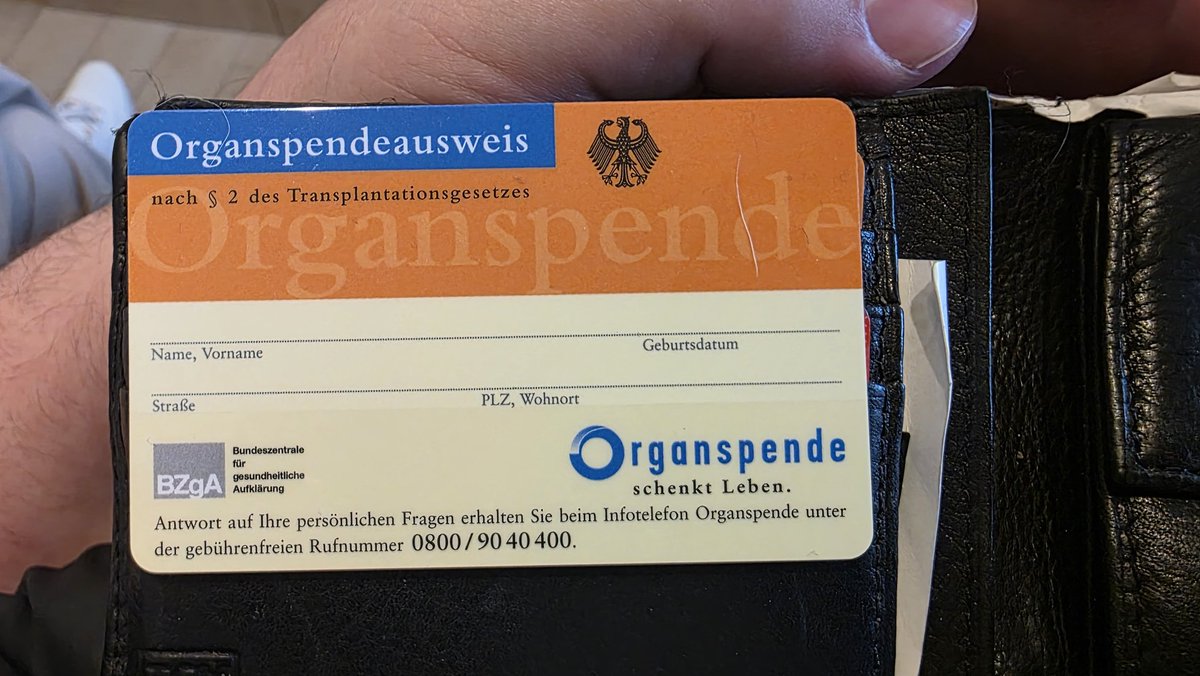 Organspendeausweis
nach § 2 des Transplantationsgesetzes
Organspende
Name, Vorname Geburtsdatum
Straße PLZ, Wohnort
BZgA
Bundeszentrale
für
gesundheitliche
Aufklärung
Organspende
schenkt Leben.
Antwort auf Ihre persönlichen Fragen erhalten Sie beim Infotelefon Organspende unter
der gebührenfreien Rufnummer 0800/90 40 400.